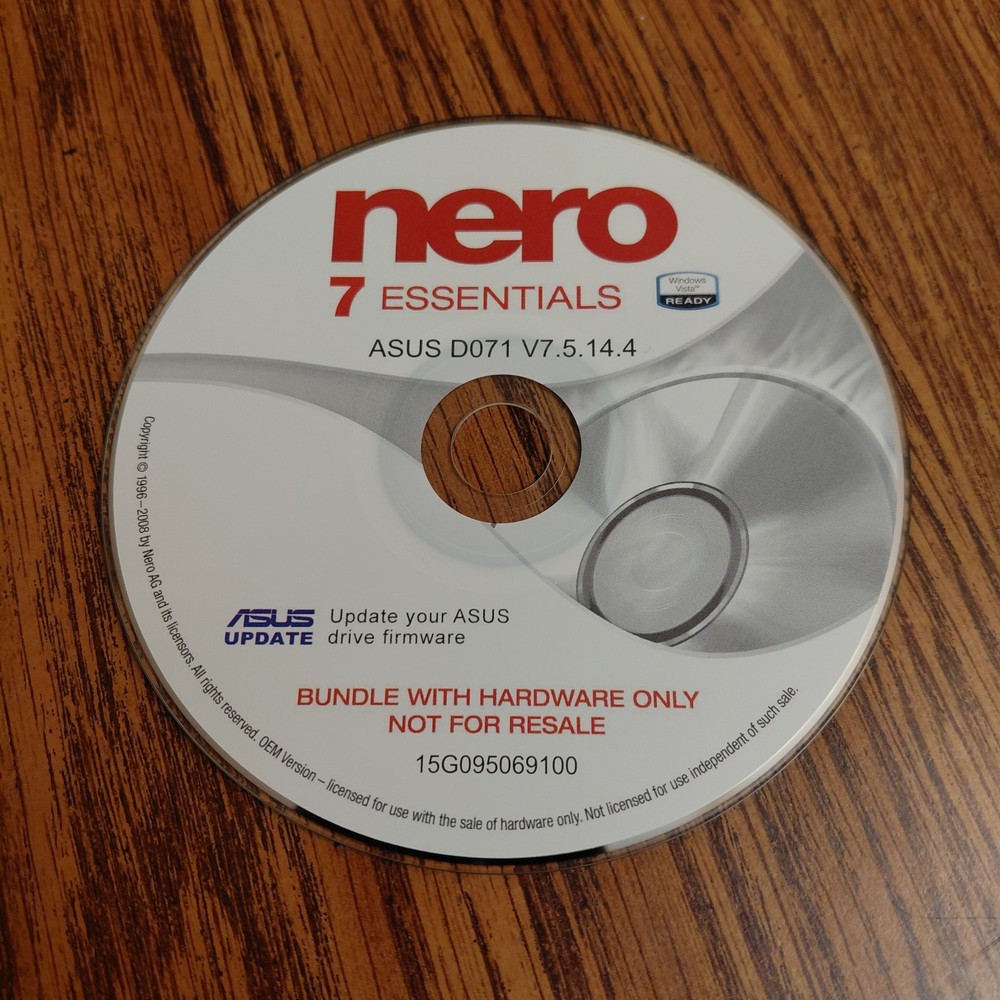 nero
7 ESSENTIALS
Windows
Vista™
READY
ASUS D071 V7.5.14.4
ASUS
UPDATE
Update your ASUS
drive firmware
BUNDLE WITH HARDWARE ONLY
NOT FOR RESALE
15G095069100
Copyright © 1996–2008 by Nero AG and its licensors. All rights reserved. OEM Version – licensed for use with the sale of hardware only. Not licensed for use independent of such sale.